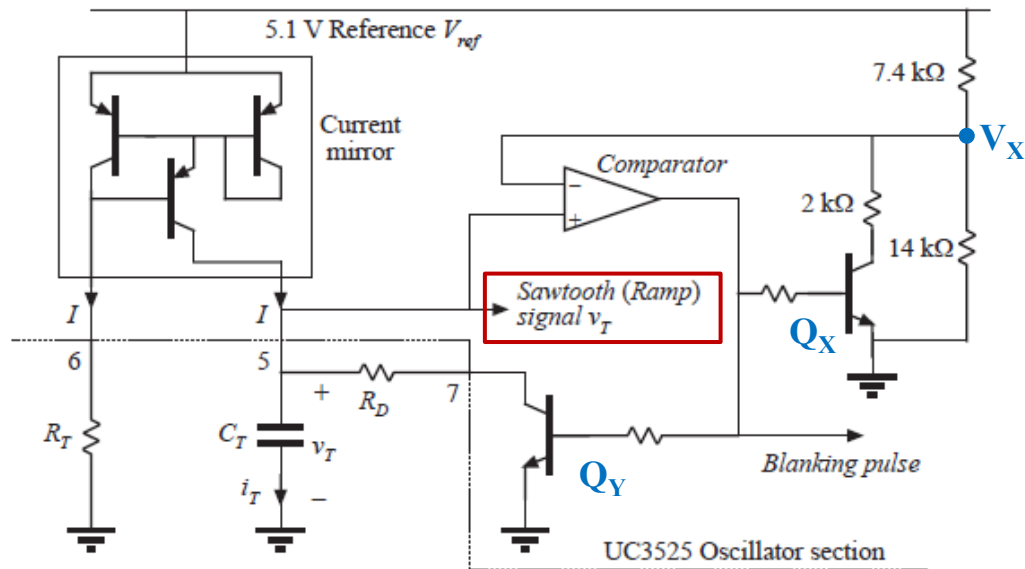 5.1 V Reference V_ref
7.4 kΩ
Current
mirror
V_X
Comparator
−
+
2 kΩ
14 kΩ
Sawtooth (Ramp)
signal v_T
I
I
Q_X
6
5
+
R_D
7
R_T
C_T
v_T
Q_Y
Blanking pulse
i_T
−
UC3525 Oscillator section